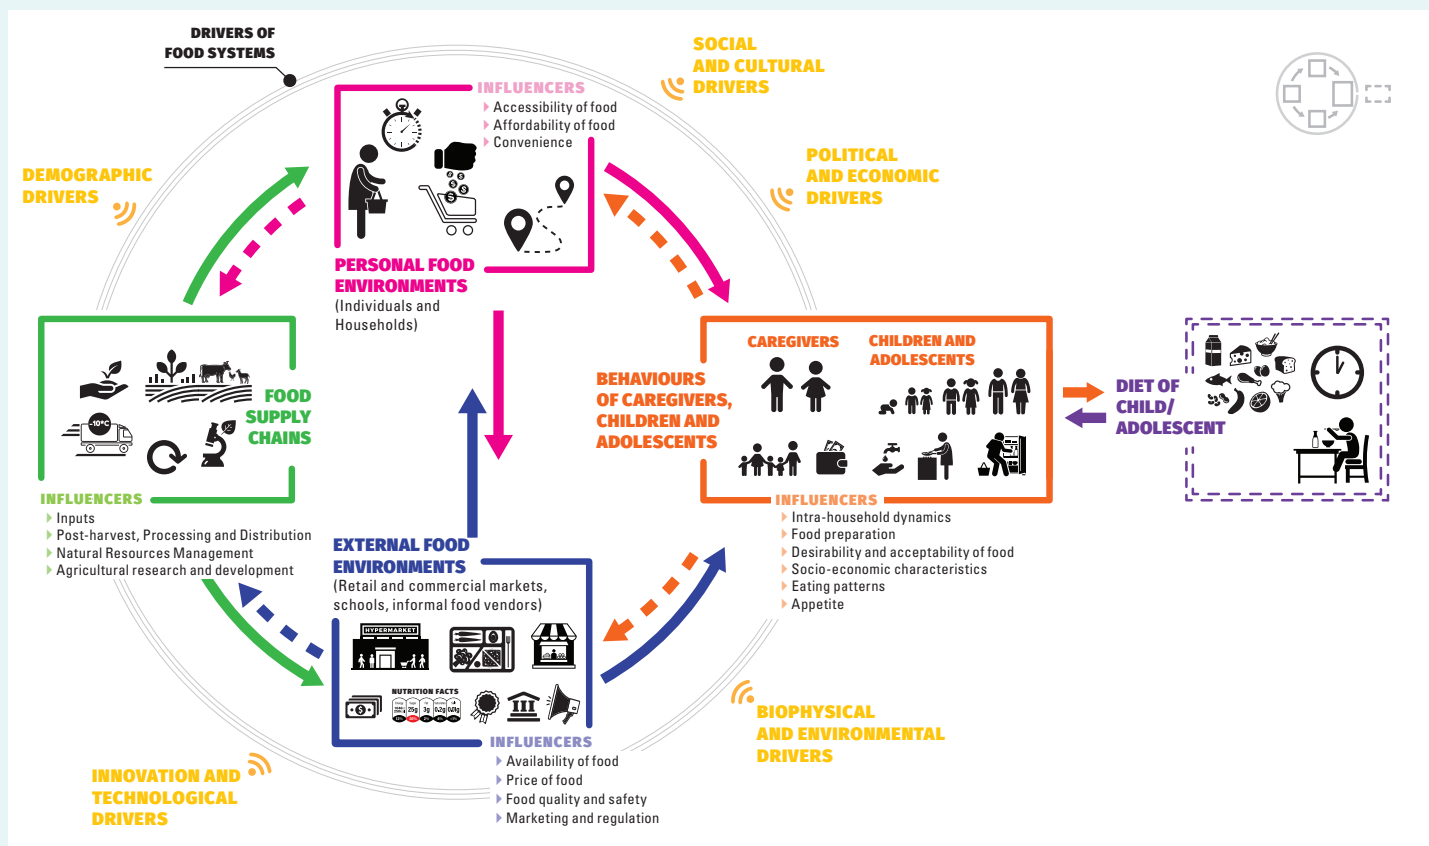 DRIVERS OF
FOOD SYSTEMS
SOCIAL
AND CULTURAL
DRIVERS
POLITICAL
AND ECONOMIC
DRIVERS
DEMOGRAPHIC
DRIVERS
INFLUENCERS
Accessibility of food
Affordability of food
Convenience
PERSONAL FOOD
ENVIRONMENTS
(Individuals and
Households)
FOOD
SUPPLY
CHAINS
-10°C
INFLUENCERS
Inputs
Post-harvest, Processing and Distribution
Natural Resources Management
Agricultural research and development
BEHAVIOURS
OF CAREGIVERS,
CHILDREN AND
ADOLESCENTS
CAREGIVERS
CHILDREN AND
ADOLESCENTS
INFLUENCERS
Intra-household dynamics
Food preparation
Desirability and acceptability of food
Socio-economic characteristics
Eating patterns
Appetite
DIET OF
CHILD/
ADOLESCENT
EXTERNAL FOOD
ENVIRONMENTS
(Retail and commercial markets,
schools, informal food vendors)
HYPERMARKET
NUTRITION FACTS
25g 3g 0.2g
INFLUENCERS
Availability of food
Price of food
Food quality and safety
Marketing and regulation
BIOPHYSICAL
AND ENVIRONMENTAL
DRIVERS
INNOVATION AND
TECHNOLOGICAL
DRIVERS